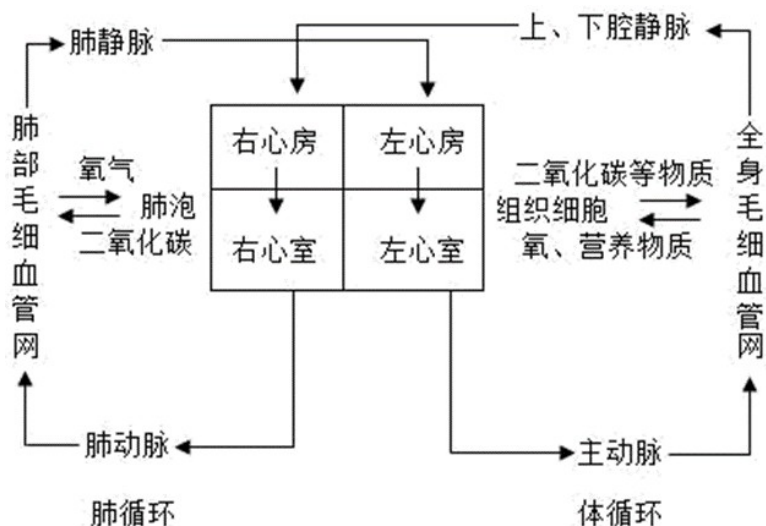 上、下腔静脉
肺静脉
肺部毛细血管网
氧气
肺泡
二氧化碳
右心房
左心房
右心室
左心室
二氧化碳等物质
组织细胞
氧、营养物质
全身毛细血管网
肺动脉
主动脉
肺循环
体循环